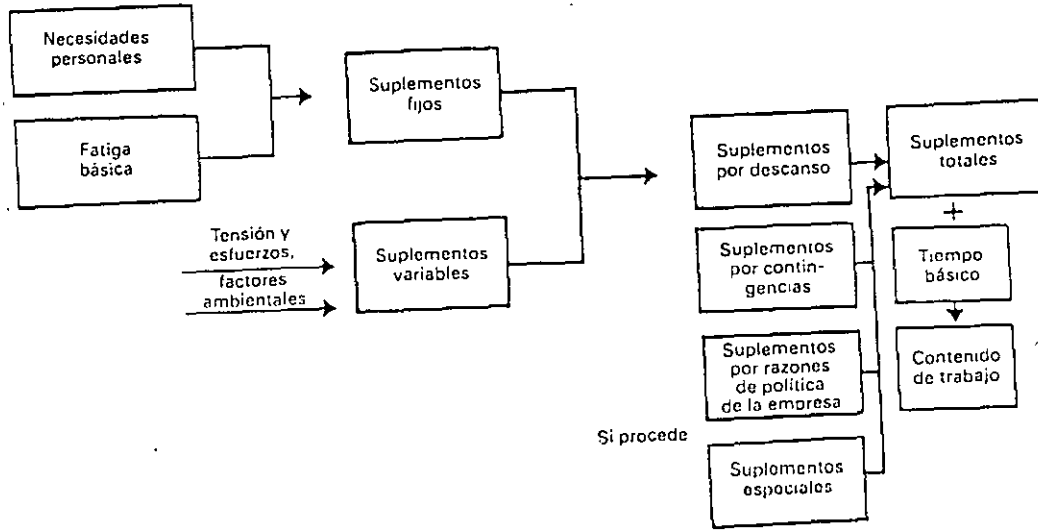 Necesidades
personales
Fatiga
básica
Suplementos
fijos
Tensión y
esfuerzos,
factores
ambientales
Suplementos
variables
Suplementos
por descanso
Suplementos
totales
+
Suplementos
por contin-
gencias
Tiempo
básico
Suplementos
por razones
de política
de la empresa
Contenido
de trabajo
Si procede
Suplementos
especiales